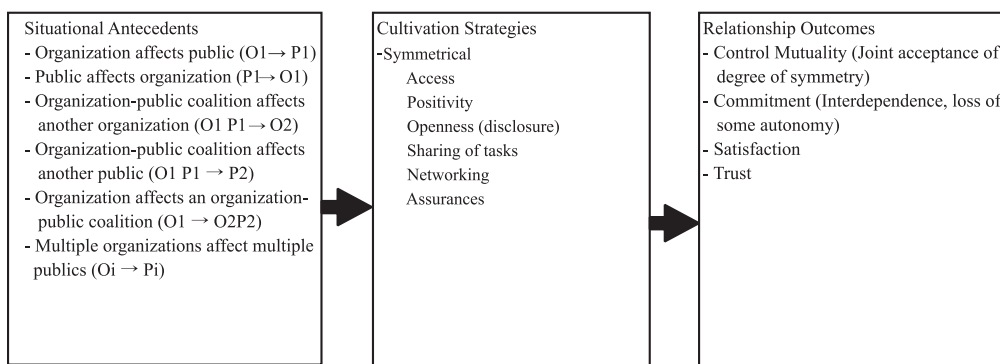 Situational Antecedents
- Organization affects public (O1→ P1)
- Public affects organization (P1→ O1)
- Organization-public coalition affects
another organization (O1 P1→ O2)
- Organization-public coalition affects
another public (O1 P1 → P2)
- Organization affects an organization-
public coalition (O1 → O2P2)
- Multiple organizations affect multiple
publics (Oi → Pi)
Cultivation Strategies
-Symmetrical
Access
Positivity
Openness (disclosure)
Sharing of tasks
Networking
Assurances
Relationship Outcomes
- Control Mutuality (Joint acceptance of
degree of symmetry)
- Commitment (Interdependence, loss of
some autonomy)
- Satisfaction
- Trust